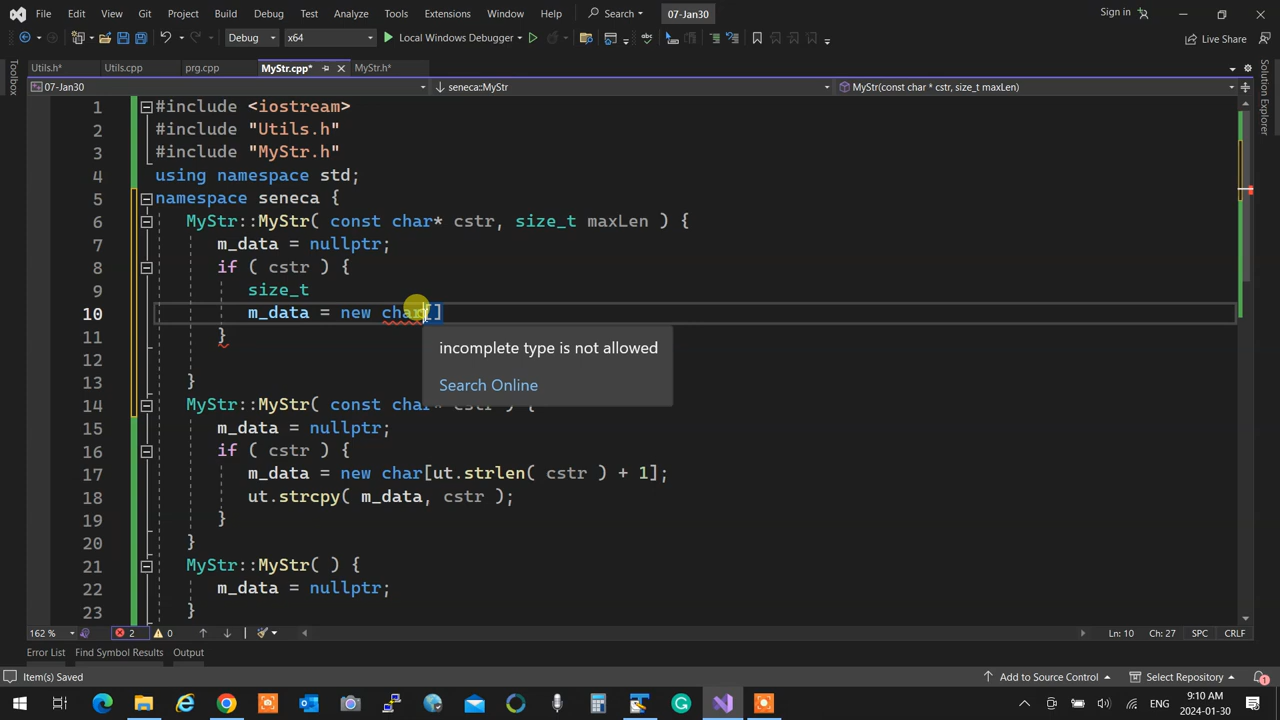 File Edit View Git Project Build Debug Test Analyze Tools Extensions Window Help Search 07-Jan30 Sign in
Debug x64 Local Windows Debugger Live Share
Utils.h* Utils.cpp prg.cpp MyStr.cpp* MyStr.h*
07-Jan30 seneca::MyStr MyStr(const char * cstr, size_t maxLen)
Toolbox
Solution Explorer
1 #include <iostream>
2 #include "Utils.h"
3 #include "MyStr.h"
4 using namespace std;
5 namespace seneca {
6 MyStr::MyStr( const char* cstr, size_t maxLen ) {
7 m_data = nullptr;
8 if ( cstr ) {
9 size_t
10 m_data = new char[]
11 }
incomplete type is not allowed
12
13 }
Search Online
14 MyStr::MyStr( const char* cstr ) {
15 m_data = nullptr;
16 if ( cstr ) {
17 m_data = new char[ut.strlen( cstr ) + 1];
18 ut.strcpy( m_data, cstr );
19 }
20 }
21 MyStr::MyStr( ) {
22 m_data = nullptr;
23 }
162 % 2 0 Ln: 10 Ch: 27 SPC CRLF
Error List Find Symbol Results Output
Item(s) Saved Add to Source Control Select Repository 1
ENG 9:10 AM
2024-01-30